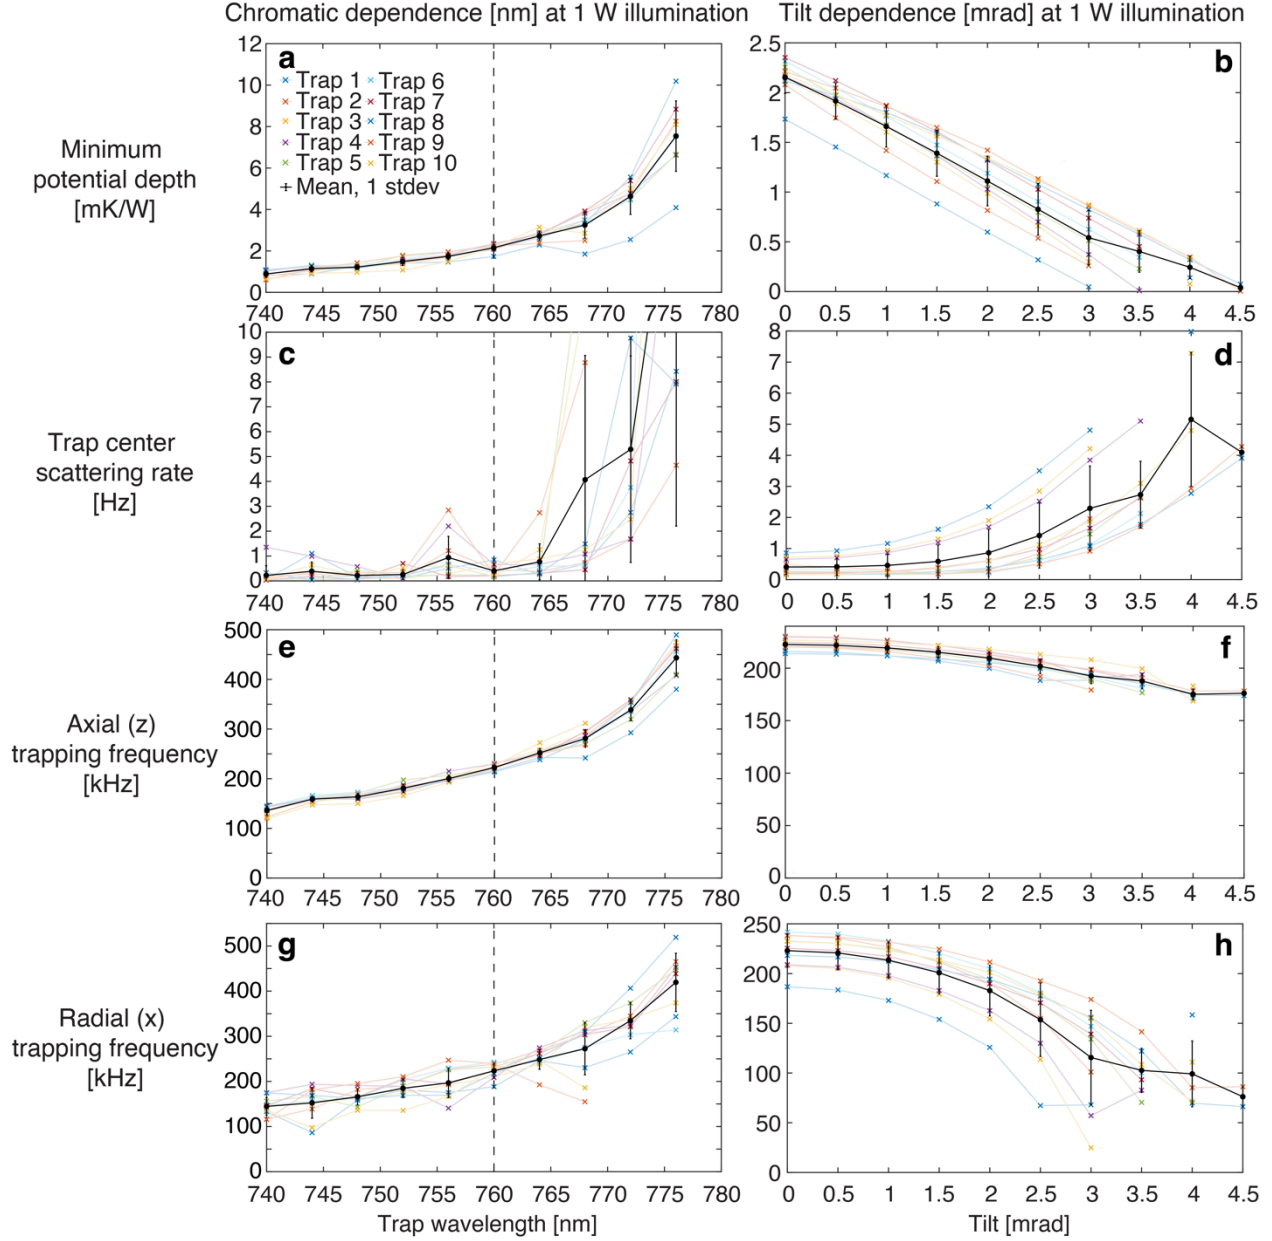 Chromatic dependence [nm] at 1 W illumination
Tilt dependence [mrad] at 1 W illumination
Minimum
potential depth
[mK/W]
a
× Trap 1 × Trap 6
× Trap 2 × Trap 7
× Trap 3 × Trap 8
× Trap 4 × Trap 9
× Trap 5 × Trap 10
+ Mean, 1 stdev
12
10
8
6
4
2
0
740 745 750 755 760 765 770 775 780
b
2.5
2
1.5
1
0.5
0
0 0.5 1 1.5 2 2.5 3 3.5 4 4.5
Trap center
scattering rate
[Hz]
c
10
9
8
7
6
5
4
3
2
1
0
740 745 750 755 760 765 770 775 780
d
8
7
6
5
4
3
2
1
0
0 0.5 1 1.5 2 2.5 3 3.5 4 4.5
Axial (z)
trapping frequency
[kHz]
e
500
400
300
200
100
0
740 745 750 755 760 765 770 775 780
f
200
150
100
50
0
0 0.5 1 1.5 2 2.5 3 3.5 4 4.5
Radial (x)
trapping frequency
[kHz]
g
500
400
300
200
100
0
740 745 750 755 760 765 770 775 780
Trap wavelength [nm]
h
250
200
150
100
50
0
0 0.5 1 1.5 2 2.5 3 3.5 4 4.5
Tilt [mrad]